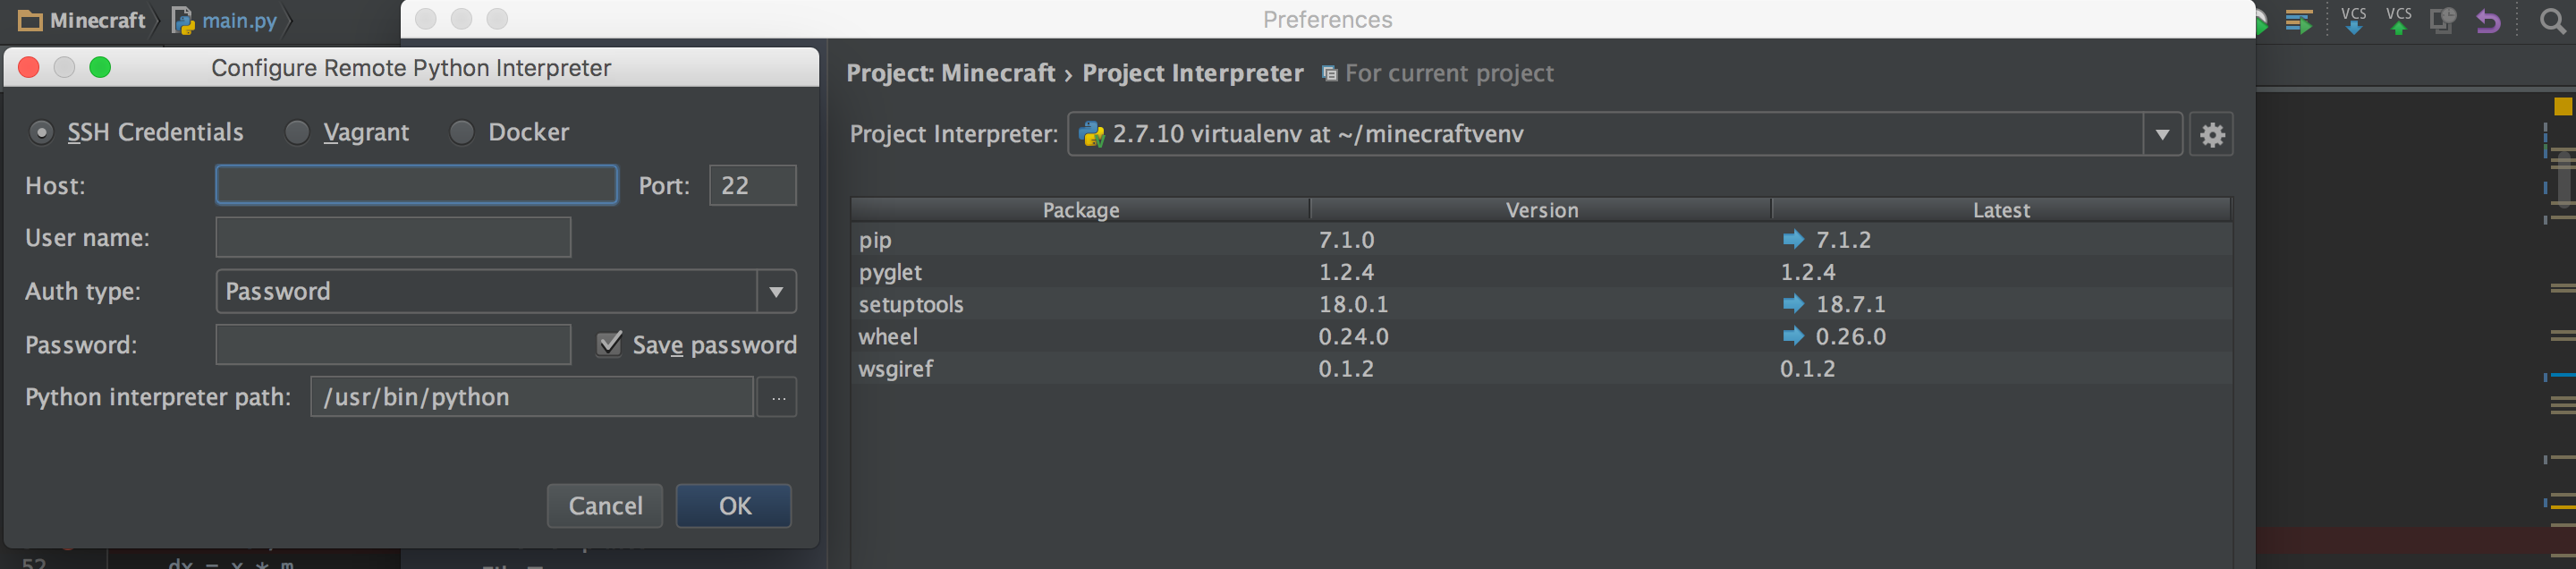 Minecraft main.py
Preferences
VCS VCS
Configure Remote Python Interpreter
SSH Credentials Vagrant Docker
Host: Port: 22
User name:
Auth type: Password
Password: Save password
Python interpreter path: /usr/bin/python ...
Cancel OK
52 dx = x * m
Project: Minecraft › Project Interpreter For current project
Project Interpreter: 2.7.10 virtualenv at ~/minecraftvenv
Package Version Latest
pip 7.1.0 7.1.2
pyglet 1.2.4 1.2.4
setuptools 18.0.1 18.7.1
wheel 0.24.0 0.26.0
wsgiref 0.1.2 0.1.2